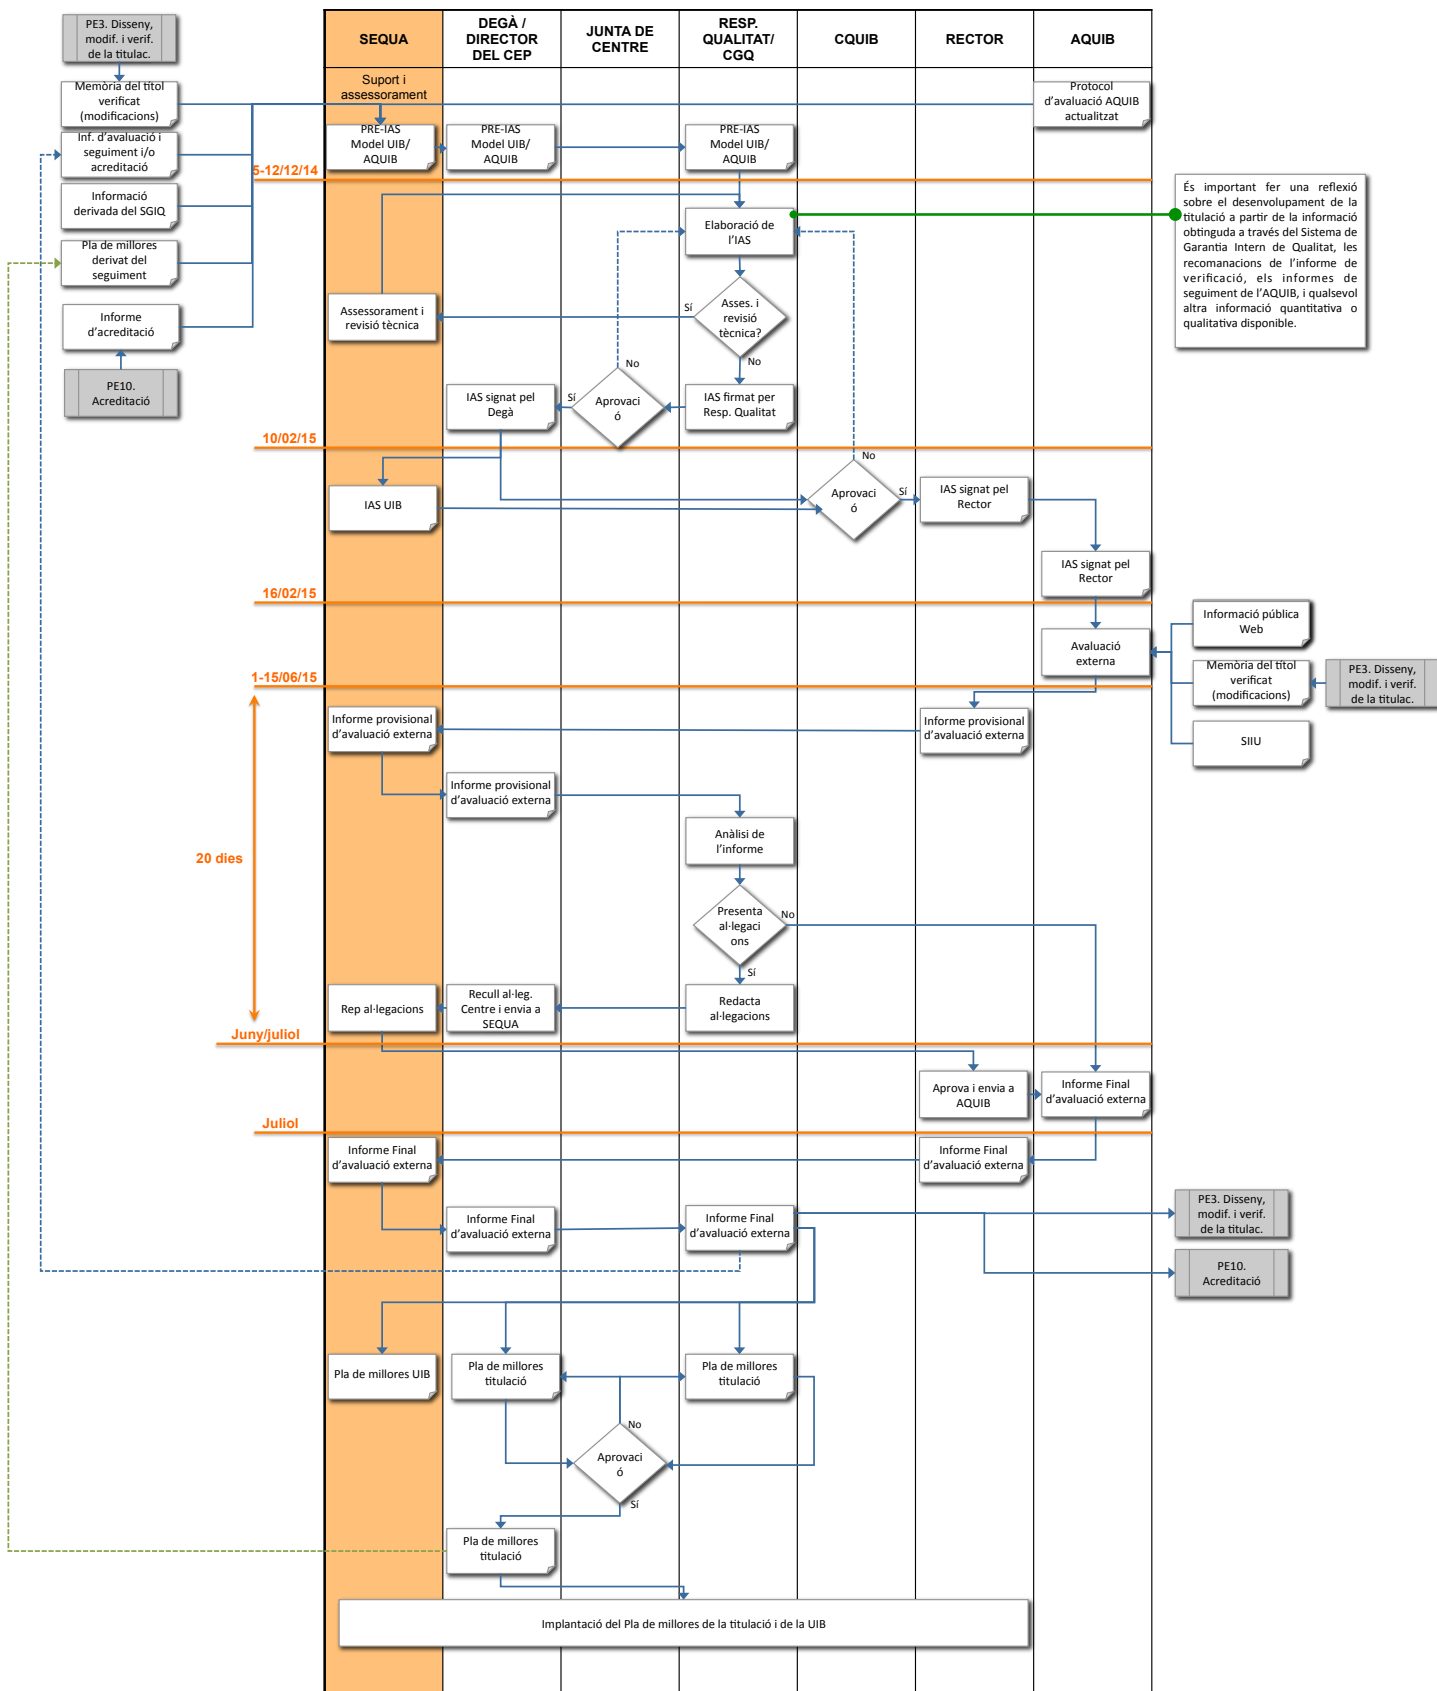 PE3. Disseny,
modif. i verif.
de la titulac.
SEQUA
DEGÀ /
DIRECTOR
DEL CEP
JUNTA DE
CENTRE
RESP.
QUALITAT/
CGQ
CQUIB
RECTOR
AQUIB
Suport i
assessorament
Memòria del títol
verificat
(modificacions)
Protocol
d’avaluació AQUIB
actualitzat
Inf. d’avaluació i
seguiment i/o
acreditació
PRE-IAS
Model UIB/
AQUIB
PRE-IAS
Model UIB/
AQUIB
PRE-IAS
Model UIB/
AQUIB
5-12/12/14
Informació
derivada del SGIQ
Elaboració de
l’IAS
És important fer una reflexió
sobre el desenvolupament de la
titulació a partir de la informació
obtinguda a través del Sistema de
Garantia Intern de Qualitat, les
recomanacions de l’informe de
verificació, els informes de
seguiment de l’AQUIB, i qualsevol
altra informació quantitativa o
qualitativa disponible.
Pla de millores
derivat del
seguiment
Informe
d’acreditació
Assessorament i
revisió tècnica
Sí
Asses. i
revisió
tècnica?
No
No
PE10.
Acreditació
IAS signat pel
Degà
Sí
Aprovaci
ó
IAS firmat per
Resp. Qualitat
10/02/15
No
IAS UIB
Aprovaci
ó
Sí
IAS signat pel
Rector
IAS signat pel
Rector
16/02/15
Avaluació
externa
Informació pública
Web
Memòria del títol
verificat
(modificacions)
PE3. Disseny,
modif. i verif.
de la titulac.
SIIU
1-15/06/15
Informe provisional
d’avaluació externa
Informe provisional
d’avaluació externa
Informe provisional
d’avaluació externa
Anàlisi de
l’informe
20 dies
Presenta
al·legaci
ons
No
Sí
Rep al·legacions
Recull al·leg.
Centre i envia a
SEQUA
Redacta
al·legacions
Juny/juliol
Aprova i envia a
AQUIB
Informe Final
d’avaluació externa
Juliol
Informe Final
d’avaluació externa
Informe Final
d’avaluació externa
Informe Final
d’avaluació externa
Informe Final
d’avaluació externa
PE3. Disseny,
modif. i verif.
de la titulac.
PE10.
Acreditació
Pla de millores UIB
Pla de millores
titulació
Pla de millores
titulació
No
Aprovaci
ó
Sí
Pla de millores
titulació
Implantació del Pla de millores de la titulació i de la UIB